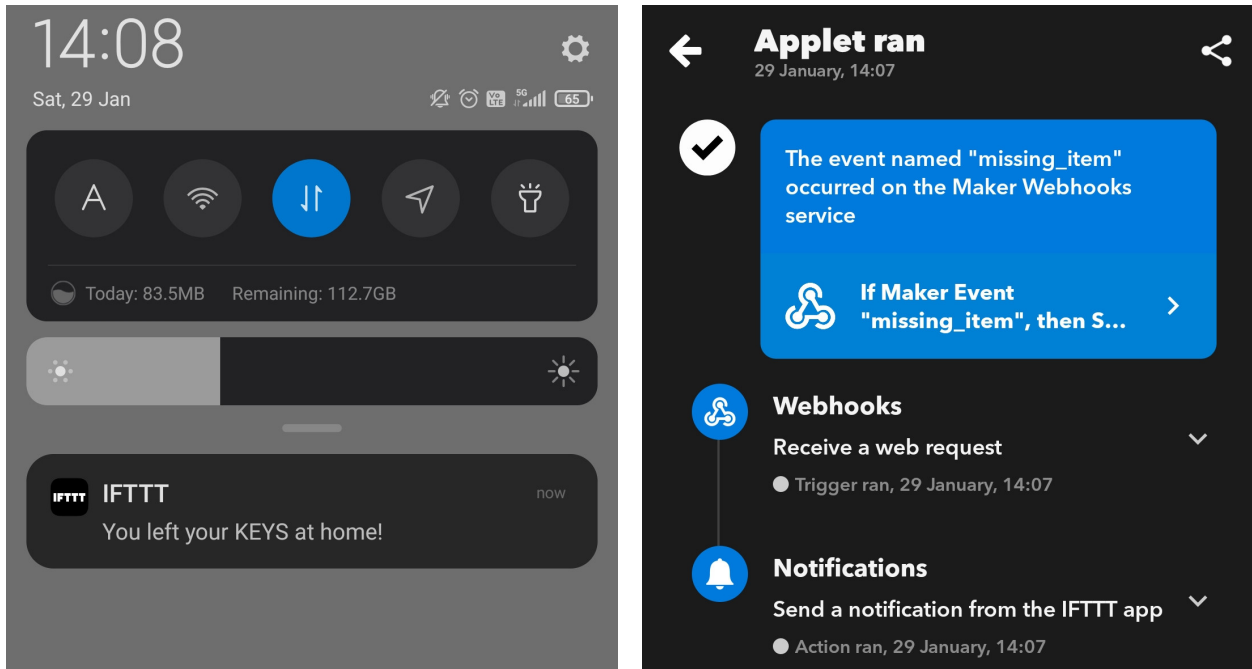 14:08
Sat, 29 Jan
Vo
LTE
5G
65
A
Today: 83.5MB Remaining: 112.7GB
IFTTT
IFTTT
now
You left your KEYS at home!
Applet ran
29 January, 14:07
The event named "missing_item"
occurred on the Maker Webhooks
service
If Maker Event
"missing_item", then S...
Webhooks
Receive a web request
Trigger ran, 29 January, 14:07
Notifications
Send a notification from the IFTTT app
Action ran, 29 January, 14:07